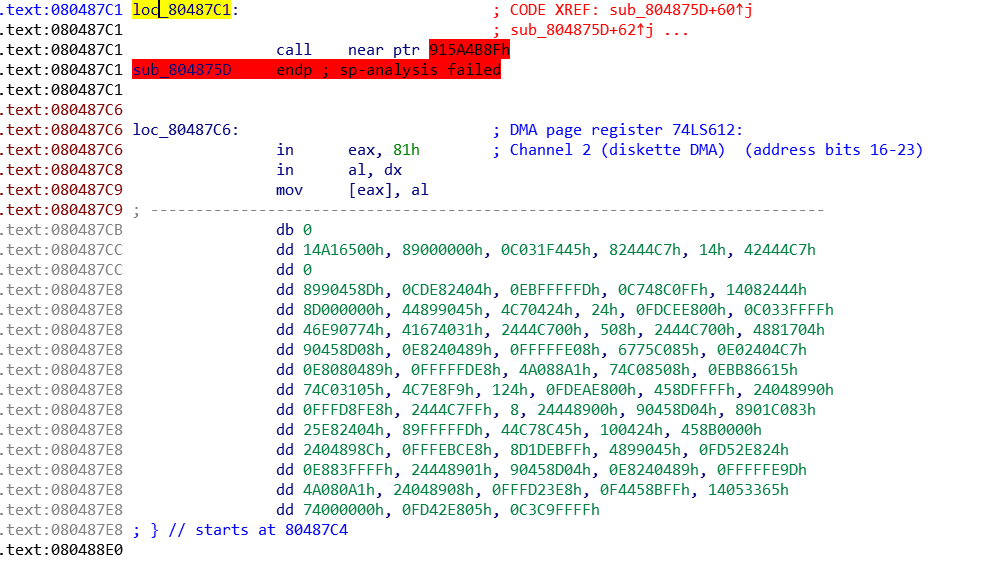 .text:080487C1 loc_80487C1: ; CODE XREF: sub_804875D+60↑j
.text:080487C1 ; sub_804875D+62↑j ...
.text:080487C1 call near ptr 915A4B8Fh
.text:080487C1 sub_804875D endp ; sp-analysis failed
.text:080487C1
.text:080487C6
.text:080487C6 loc_80487C6: ; DMA page register 74LS612:
.text:080487C6 in eax, 81h ; Channel 2 (diskette DMA) (address bits 16-23)
.text:080487C8 in al, dx
.text:080487C9 mov [eax], al
.text:080487C9 ; ---------------------------------------------------------------------------
.text:080487CB db 0
.text:080487CC dd 14A16500h, 89000000h, 0C031F445h, 82444C7h, 14h, 42444C7h
.text:080487CC dd 0
.text:080487E8 dd 8990458Dh, 0CDE82404h, 0EBFFFFFDh, 0C748C0FFh, 14082444h
.text:080487E8 dd 8D000000h, 44899045h, 4C70424h, 24h, 0FDCEE800h, 0C033FFFFh
.text:080487E8 dd 46E90774h, 41674031h, 2444C700h, 508h, 2444C700h, 4881704h
.text:080487E8 dd 90458D08h, 0E8240489h, 0FFFFFE08h, 6775C085h, 0E02404C7h
.text:080487E8 dd 0E8080489h, 0FFFFFDE8h, 4A088A1h, 74C08508h, 0EBB86615h
.text:080487E8 dd 74C03105h, 4C7E8F9h, 124h, 0FDEAE800h, 458DFFFFh, 24048990h
.text:080487E8 dd 0FFFD8FE8h, 2444C7FFh, 8, 24448900h, 90458D04h, 8901C083h
.text:080487E8 dd 25E82404h, 89FFFFFDh, 44C78C45h, 100424h, 458B0000h
.text:080487E8 dd 2404898Ch, 0FFFEBCE8h, 8D1DEBFFh, 4899045h, 0FD52E824h
.text:080487E8 dd 0E883FFFFh, 24448901h, 90458D04h, 0E8240489h, 0FFFFFE9Dh
.text:080487E8 dd 4A080A1h, 24048908h, 0FFFD23E8h, 0F4458BFFh, 14053365h
.text:080487E8 dd 74000000h, 0FD42E805h, 0C3C9FFFFh
.text:080487E8 ; } // starts at 80487C4
.text:080488E0